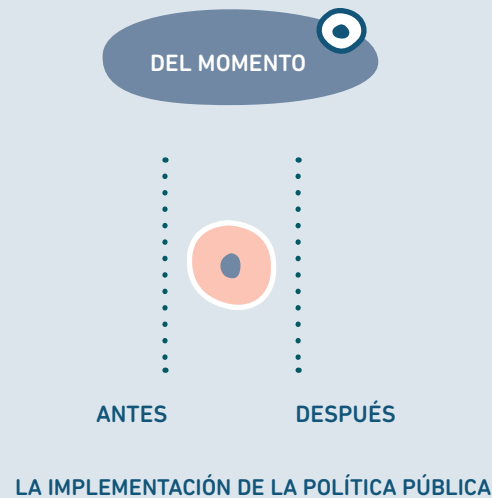 DEL MOMENTO
ANTES
DESPUÉS
LA IMPLEMENTACIÓN DE LA POLÍTICA PÚBLICA